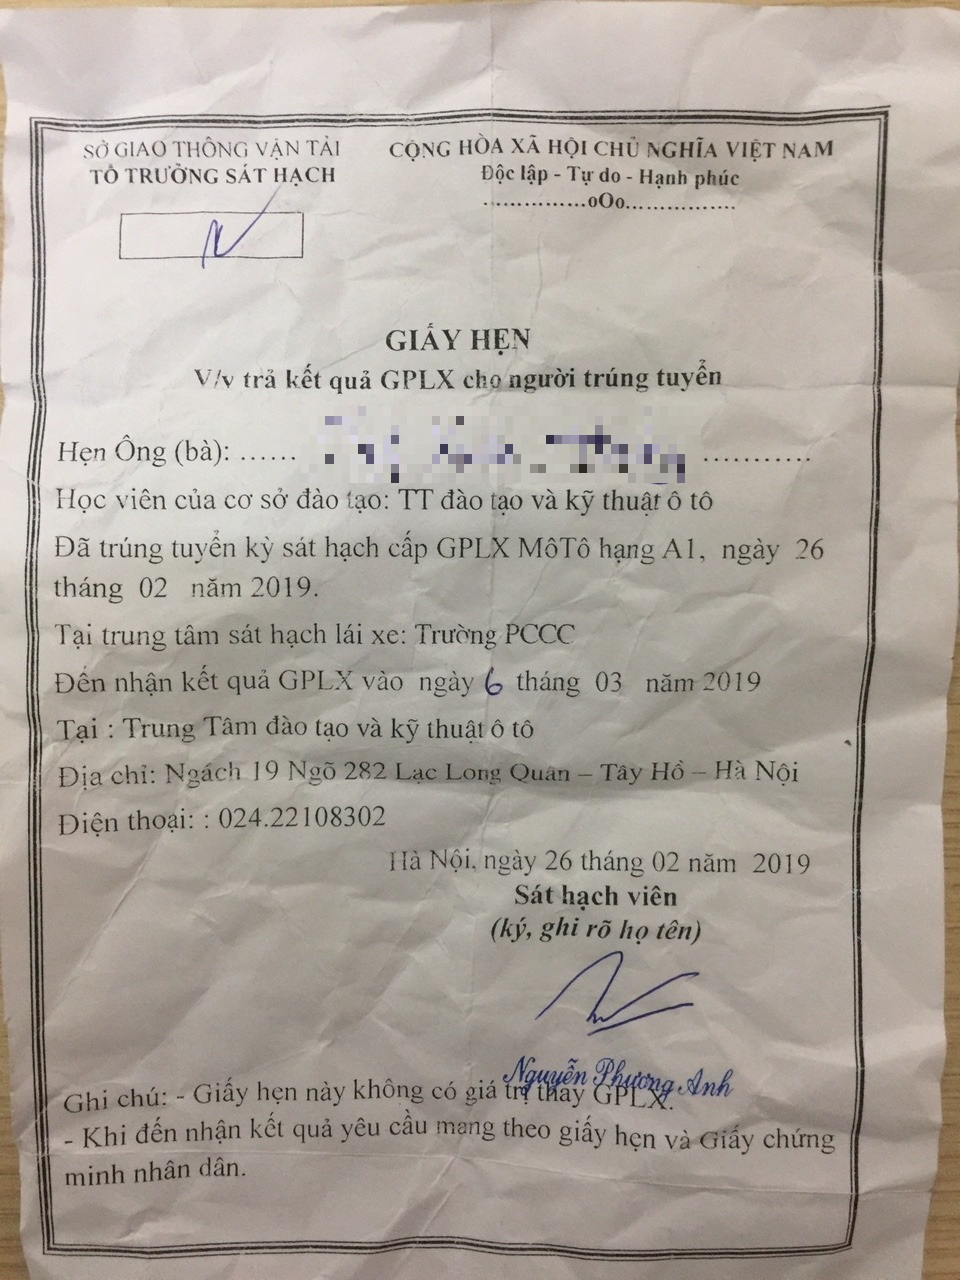 SỞ GIAO THÔNG VẬN TẢI
TỔ TRƯỞNG SÁT HẠCH
CỘNG HÒA XÃ HỘI CHỦ NGHĨA VIỆT NAM
Độc lập - Tự do - Hạnh phúc
...............oOo................
GIẤY HẸN
V/v trả kết quả GPLX cho người trúng tuyển
Hẹn Ông (bà): ...... ...........
Học viên của cơ sở đào tạo: TT đào tạo và kỹ thuật ô tô
Đã trúng tuyển kỳ sát hạch cấp GPLX MôTô hạng A1, ngày 26
tháng 02 năm 2019.
Tại trung tâm sát hạch lái xe: Trường PCCC
Đến nhận kết quả GPLX vào ngày 6 tháng 03 năm 2019
Tại : Trung Tâm đào tạo và kỹ thuật ô tô
Địa chỉ: Ngách 19 Ngõ 282 Lạc Long Quân – Tây Hồ – Hà Nội
Điện thoại: : 024.22108302
Hà Nội, ngày 26 tháng 02 năm 2019
Sát hạch viên
(ký, ghi rõ họ tên)
Nguyễn Phương Anh
Ghi chú: - Giấy hẹn này không có giá trị thay GPLX.
- Khi đến nhận kết quả yêu cầu mang theo giấy hẹn và Giấy chứng
minh nhân dân.